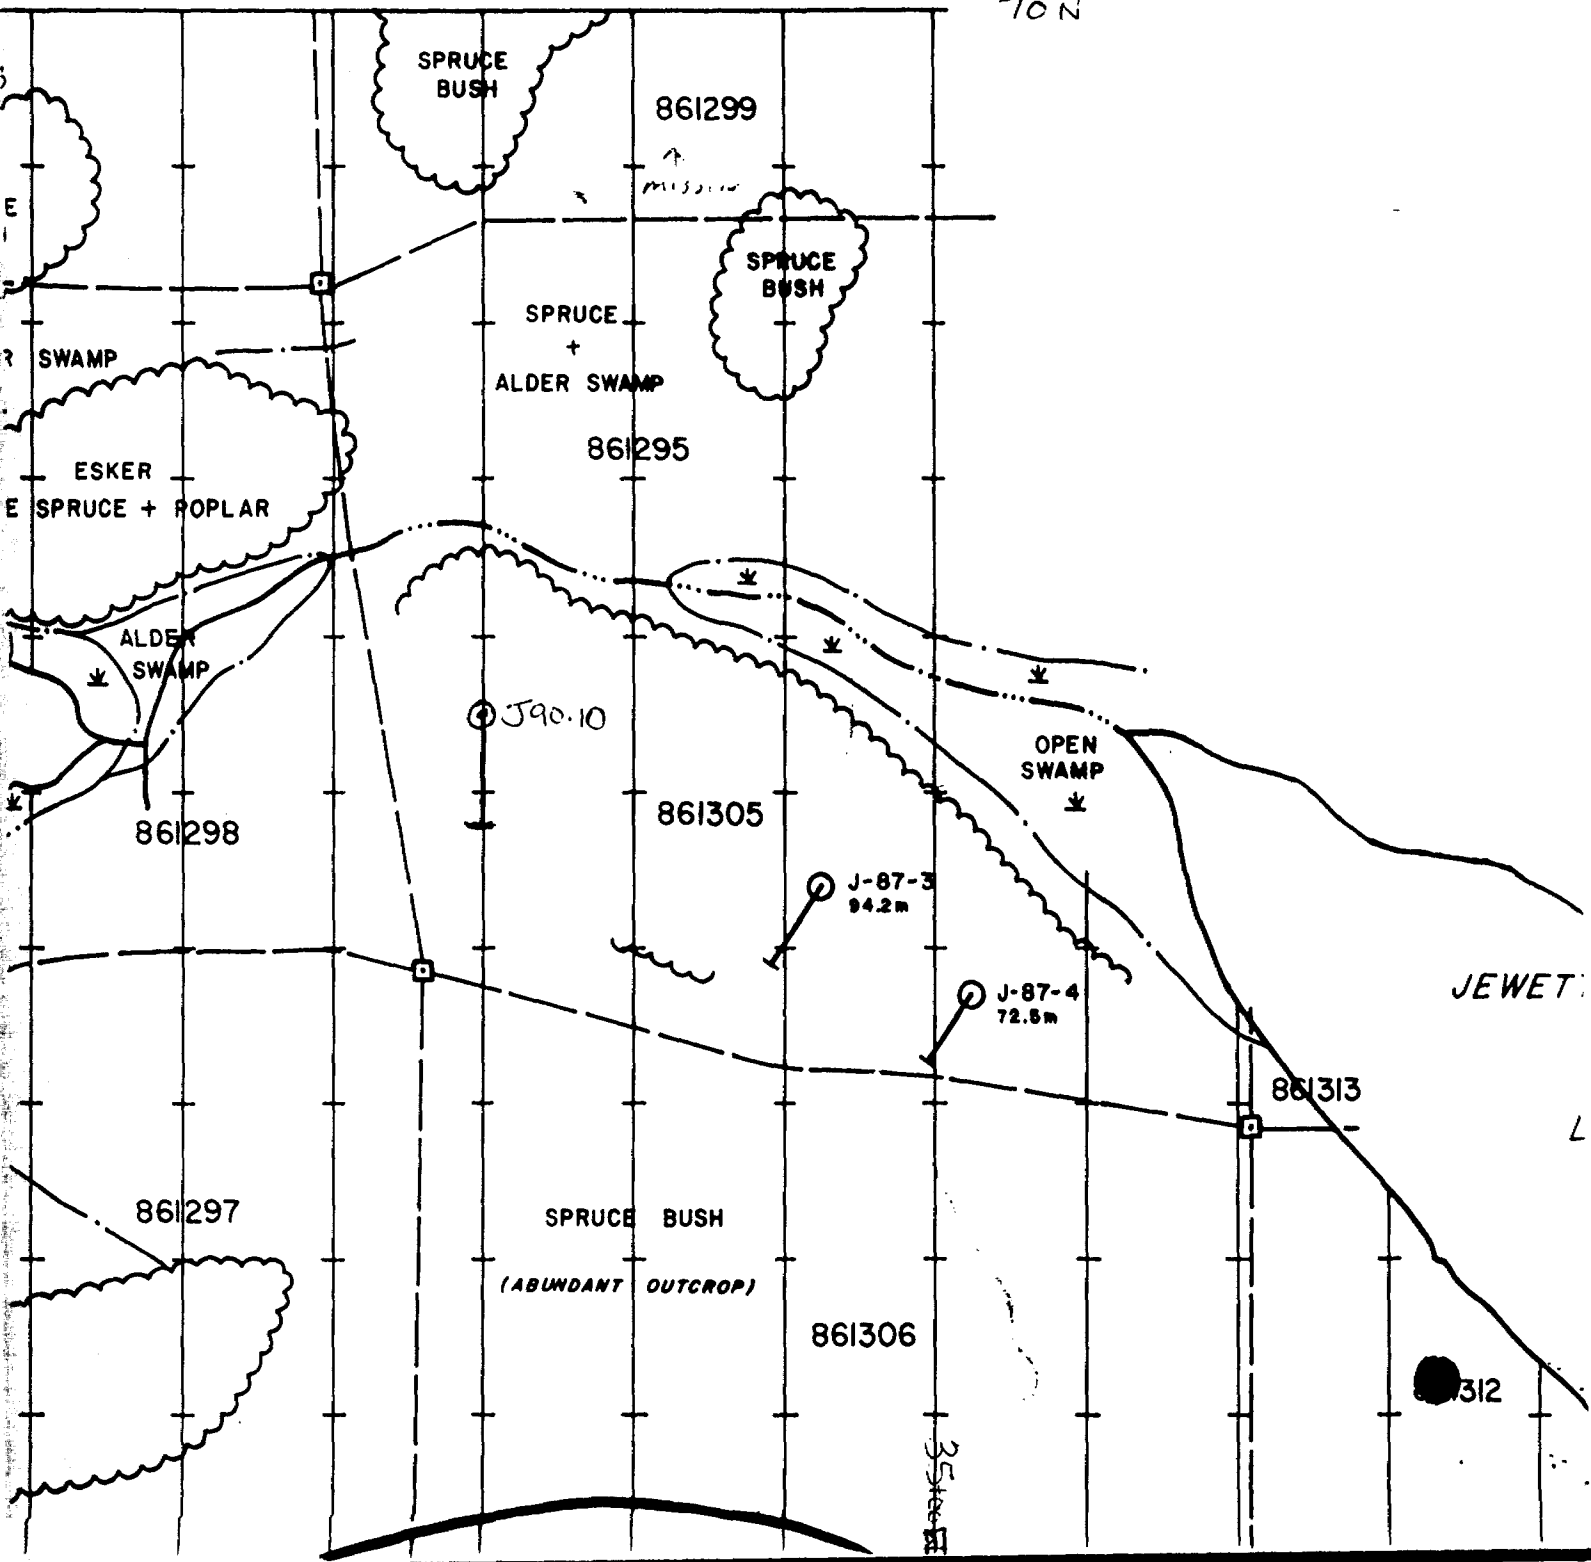 70 N
SPRUCE
BUSH
861299
E
SPRUCE
BUSH
SPRUCE
+
ALDER SWAMP
SWAMP
861295
ESKER
E SPRUCE + POPLAR
ALDER
SWAMP
J90.10
OPEN
SWAMP
861298
861305
J-87-3
94.2m
J-87-4
72.5m
JEWET
861313
L
861297
SPRUCE BUSH
(ABUNDANT OUTCROP)
861306
312